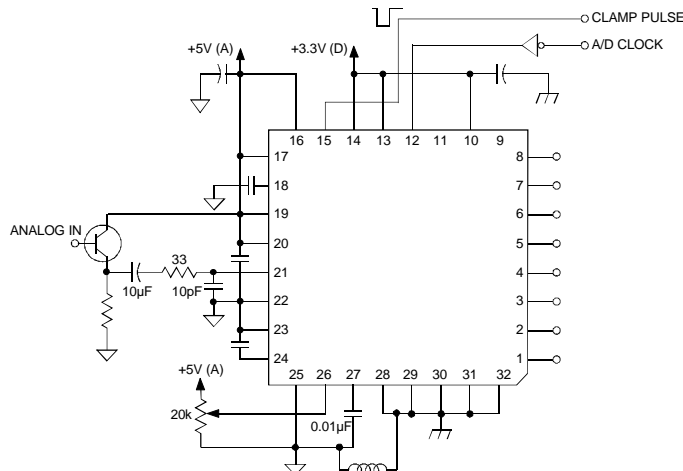 CLAMP PULSE
+5V (A)
+3.3V (D)
A/D CLOCK
16 15 14 13 12 11 10 9
17
8
18
7
19
6
ANALOG IN
20
5
33
21
4
10µF
10pF
22
3
23
2
24
1
25 26 27 28 29 30 31 32
+5V (A)
20k
0.01µF